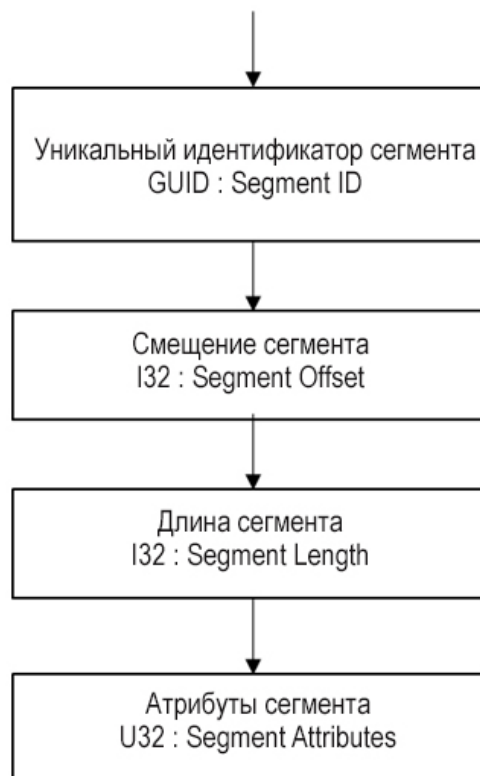 Уникальный идентификатор сегмента
GUID : Segment ID
Смещение сегмента
I32 : Segment Offset
Длина сегмента
I32 : Segment Length
Атрибуты сегмента
U32 : Segment Attributes